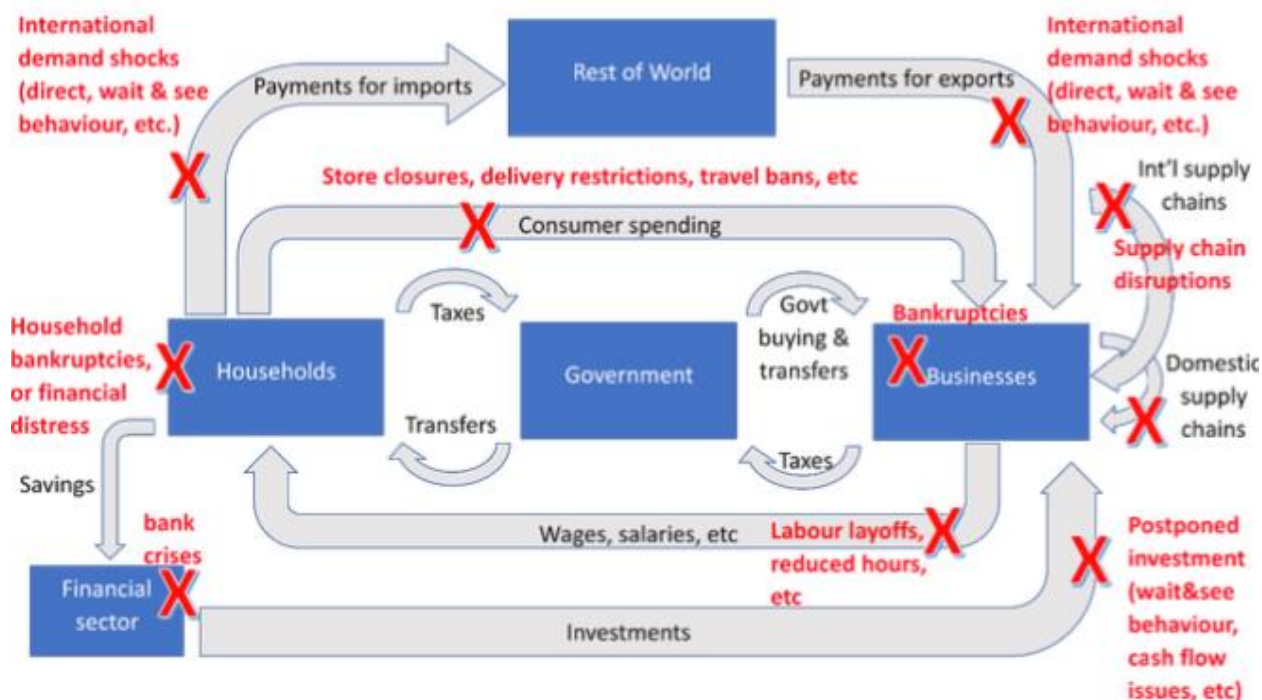 International
demand shocks
(direct, wait & see
behaviour, etc.)
Payments for imports
Rest of World
Payments for exports
International
demand shocks
(direct, wait & see
behaviour, etc.)
Store closures, delivery restrictions, travel bans, etc
Consumer spending
Int'l supply
chains
Supply chain
disruptions
Household
bankruptcies,
or financial
distress
Households
Taxes
Transfers
Government
Govt
buying &
transfers
Taxes
Bankruptcies
Businesses
Domestic
supply
chains
Savings
bank
crises
Financial
sector
Wages, salaries, etc
Labour layoffs,
reduced hours,
etc
Investments
Postponed
investment
(wait&see
behaviour,
cash flow
issues, etc)
X
X
X
X
X
X
X
X
X
X